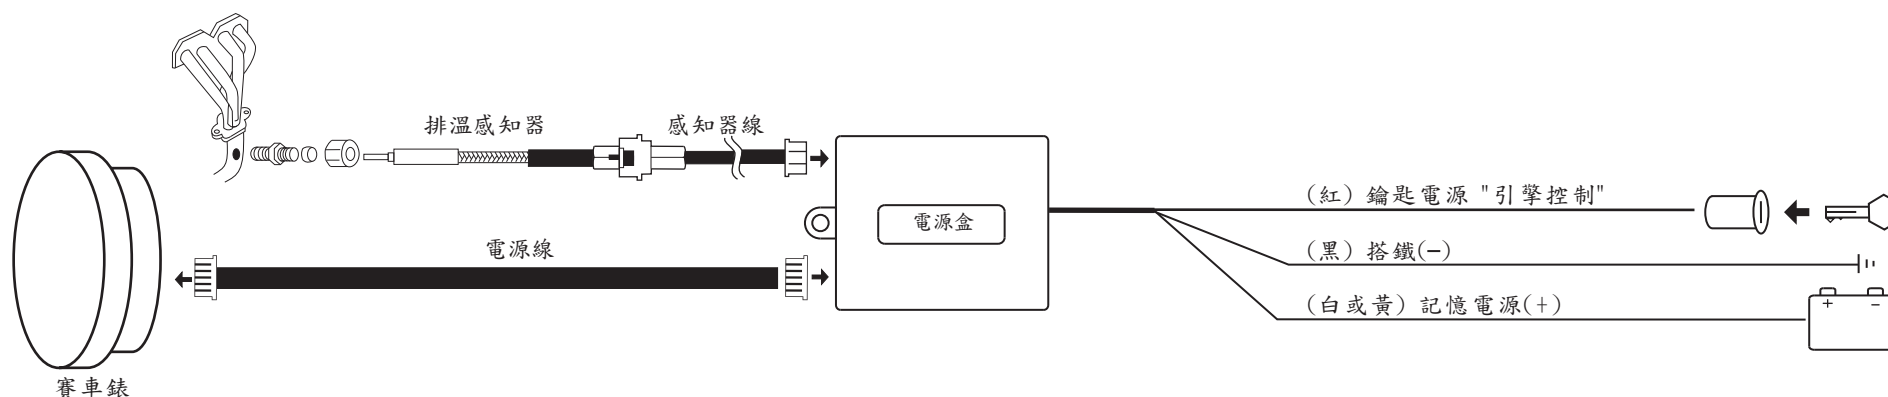 排溫感知器
感知器線
(紅) 鑰匙電源 "引擎控制"
電源盒
電源線
(黑) 搭鐵(−)
(白或黃) 記憶電源(+)
+ −
賽車錶